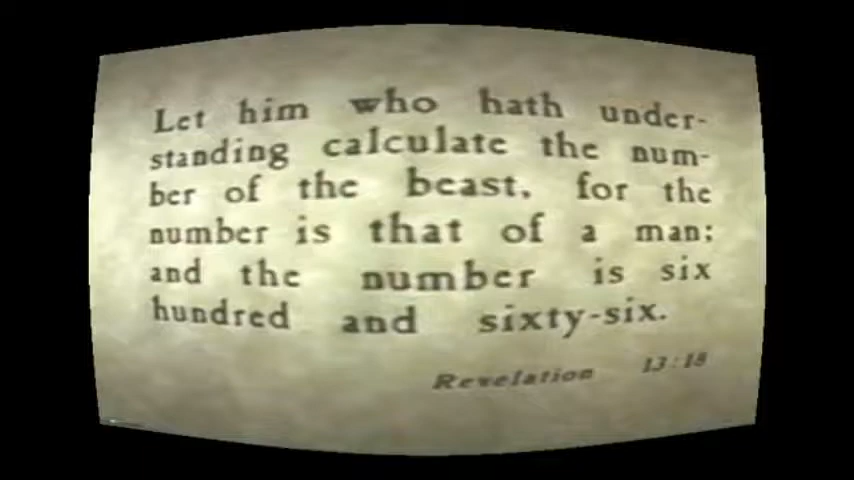 Let him who hath under-
standing calculate the num-
ber of the beast, for the
number is that of a man;
and the number is six
hundred and sixty-six.
Revelation 13:18